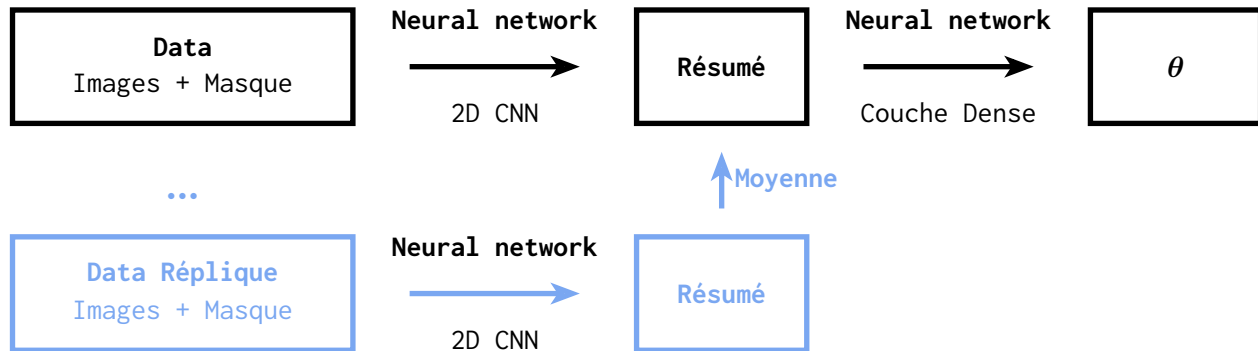 Data
Images + Masque
Neural network
2D CNN
Résumé
Neural network
Couche Dense
θ
...
Moyenne
Data Réplique
Images + Masque
Neural network
2D CNN
Résumé